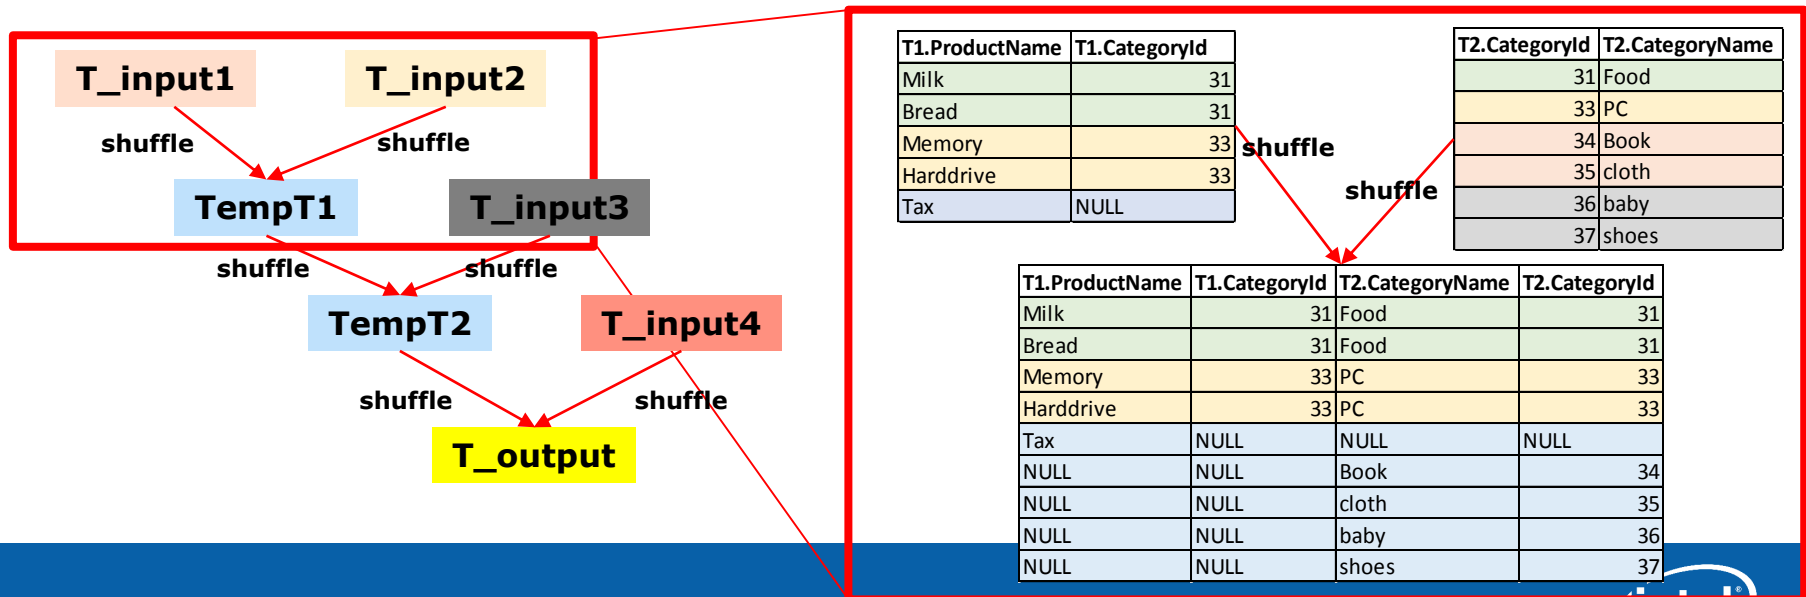 T_input1
T_input2
shuffle
shuffle
TempT1
T_input3
shuffle
shuffle
TempT2
T_input4
shuffle
shuffle
T_output
T1.ProductName T1.CategoryId
Milk 31
Bread 31
Memory 33
Harddrive 33
Tax NULL
T2.CategoryId T2.CategoryName
31 Food
33 PC
34 Book
35 cloth
36 baby
37 shoes
shuffle
shuffle
T1.ProductName T1.CategoryId T2.CategoryName T2.CategoryId
Milk 31 Food 31
Bread 31 Food 31
Memory 33 PC 33
Harddrive 33 PC 33
Tax NULL NULL NULL
NULL NULL Book 34
NULL NULL cloth 35
NULL NULL baby 36
NULL NULL shoes 37